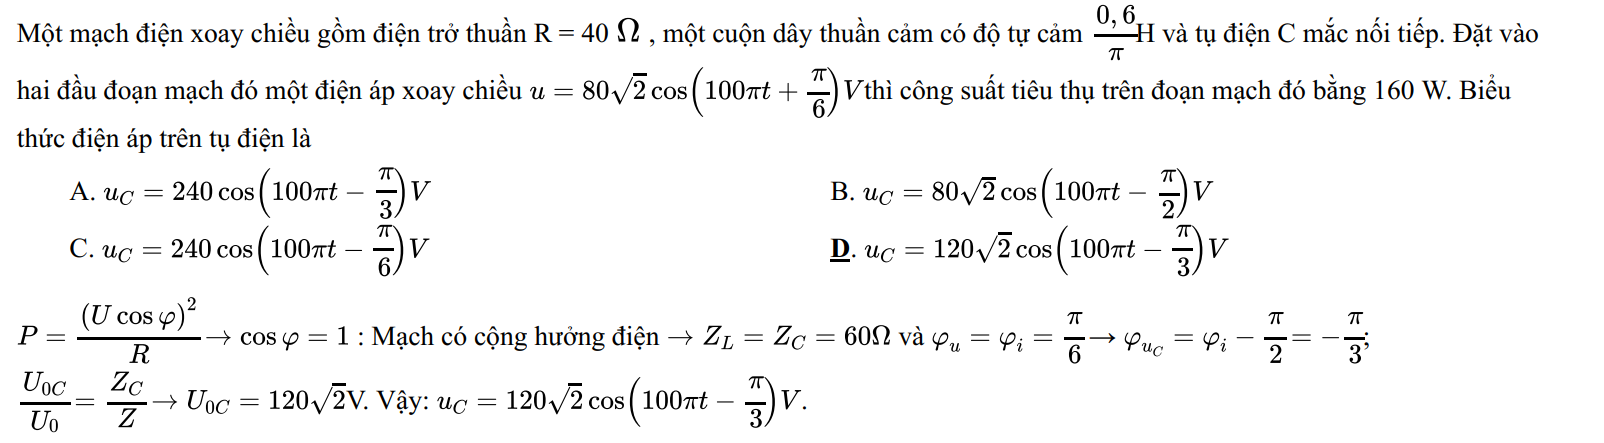 Một mạch điện xoay chiều gồm điện trở thuần R = 40 Ω , một cuộn dây thuần cảm có độ tự cảm $\frac{0,6}{\pi}$H và tụ điện C mắc nối tiếp. Đặt vào
hai đầu đoạn mạch đó một điện áp xoay chiều $u = 80\sqrt{2}\cos\left(100\pi t + \frac{\pi}{6}\right)V$thì công suất tiêu thụ trên đoạn mạch đó bằng 160 W. Biểu
thức điện áp trên tụ điện là
A. $u_C = 240\cos\left(100\pi t - \frac{\pi}{3}\right)V$ B. $u_C = 80\sqrt{2}\cos\left(100\pi t - \frac{\pi}{2}\right)V$
C. $u_C = 240\cos\left(100\pi t - \frac{\pi}{6}\right)V$ D. $u_C = 120\sqrt{2}\cos\left(100\pi t - \frac{\pi}{3}\right)V$
$P = \frac{(U\cos\varphi)^2}{R} \rightarrow \cos\varphi = 1$ : Mạch có cộng hưởng điện $\rightarrow Z_L = Z_C = 60\Omega$ và $\varphi_u = \varphi_i = \frac{\pi}{6} \rightarrow \varphi_{u_C} = \varphi_i - \frac{\pi}{2} = -\frac{\pi}{3}$;
$\frac{U_{0C}}{U_0} = \frac{Z_C}{Z} \rightarrow U_{0C} = 120\sqrt{2}$V. Vậy: $u_C = 120\sqrt{2}\cos\left(100\pi t - \frac{\pi}{3}\right)V.$